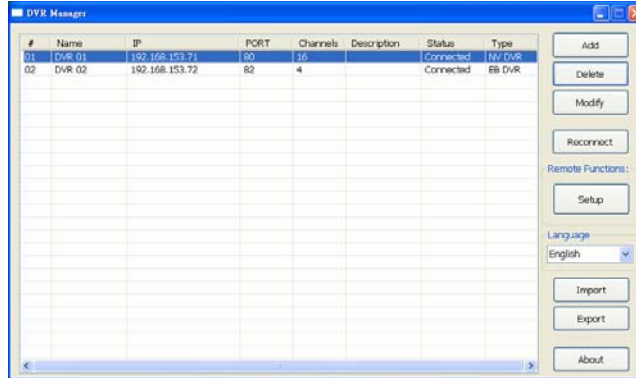 DVR Manager
# Name IP PORT Channels Description Status Type
01 DVR 01 192.168.153.71 80 16 Connected NV DVR
02 DVR 02 192.168.153.72 82 4 Connected EB DVR
Add
Delete
Modify
Reconnect
Remote Functions:
Setup
Language
English
Import
Export
About